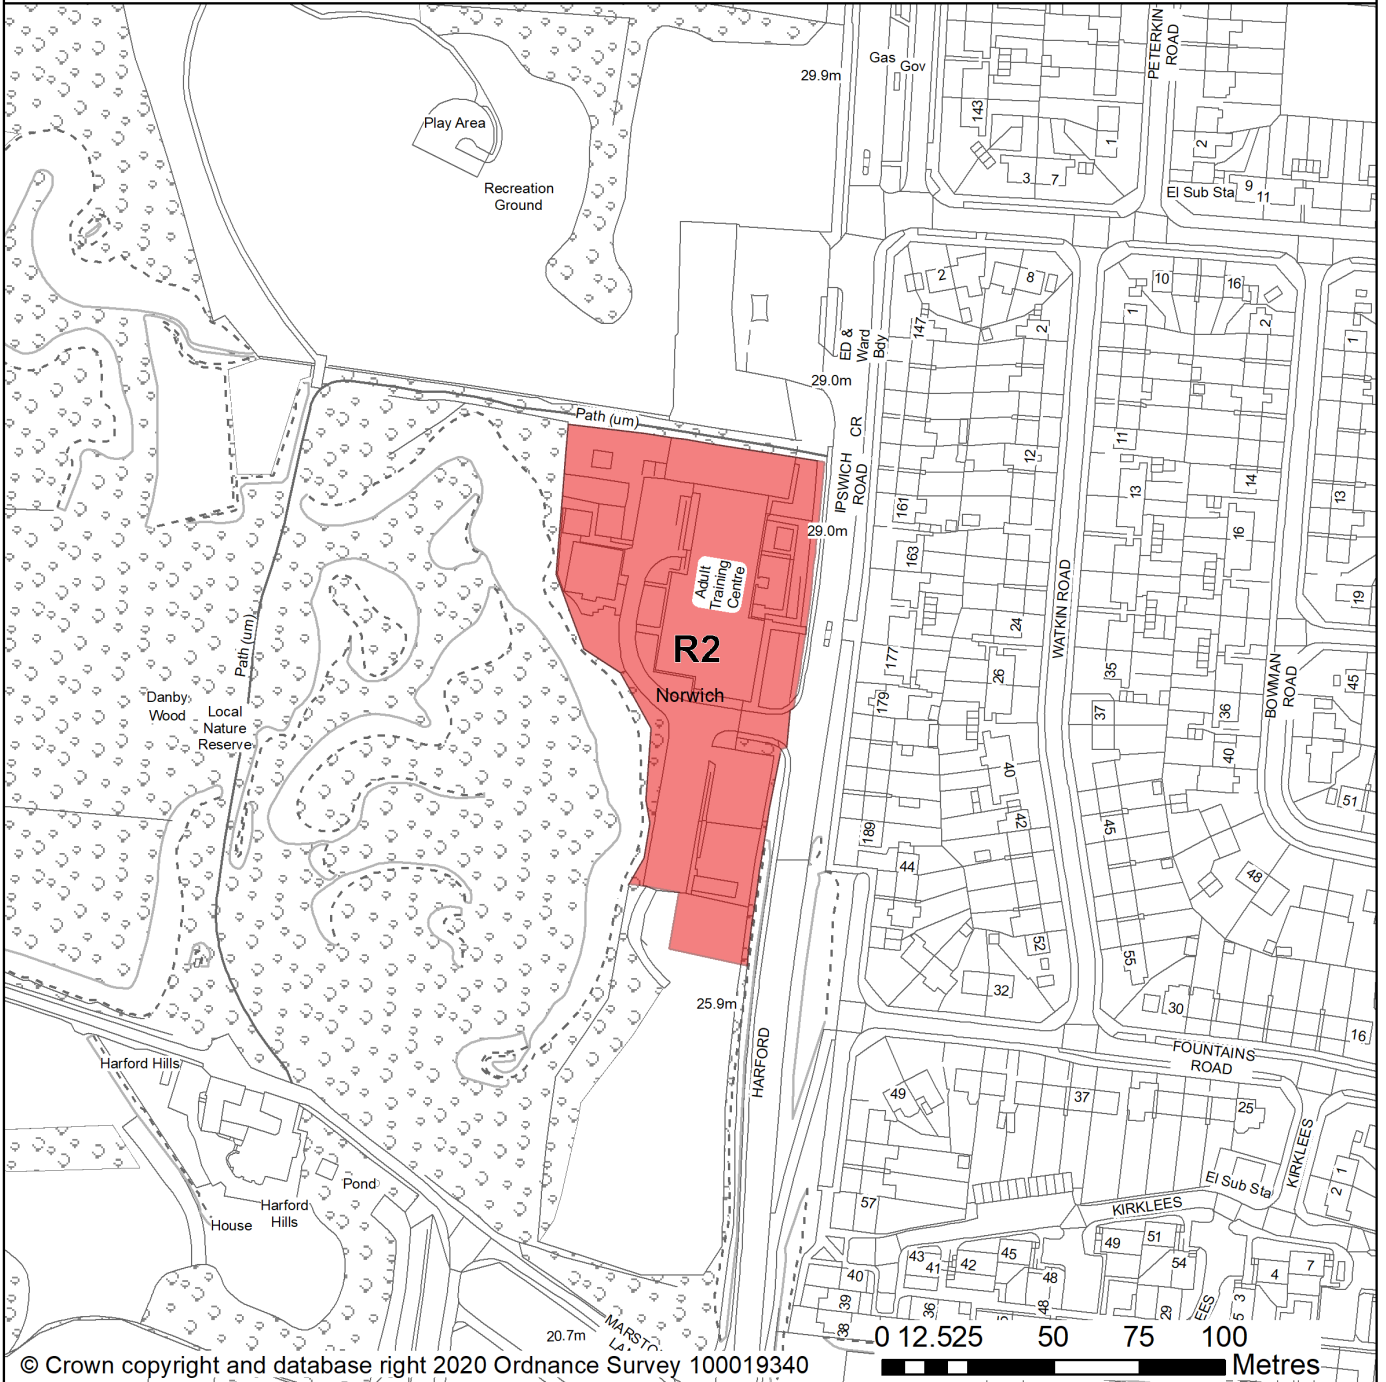 PETERKIN
ROAD
Gas
Gov
29.9m
143
Play Area
1
2
3
7
Recreation
Ground
El Sub Sta
9
11
2
8
10
16
147
2
1
2
1
ED &
Ward
Bdy
29.0m
Path (um)
CR
11
12
IPSWICH
ROAD
13
14
13
161
29.0m
16
163
Adult
Training
Centre
WATKIN ROAD
19
24
R2
Path (um)
177
26
35
BOWMAN
ROAD
45
Norwich
179
37
36
Danby
Wood
Local
Nature
Reserve
40
40
51
42
45
189
44
48
52
55
32
30
25.9m
16
HARFORD
FOUNTAINS
ROAD
Harford Hills
49
37
25
KIRKLEES
El Sub Sta
1
2
Pond
57
KIRKLEES
Harford
Hills
House
51
49
43
41
42
45
54
4
7
40
48
39
36
48
29
3
5
EES
38
20.7m
MARSTO
LA
0 12.525 50 75 100
Metres
© Crown copyright and database right 2020 Ordnance Survey 100019340